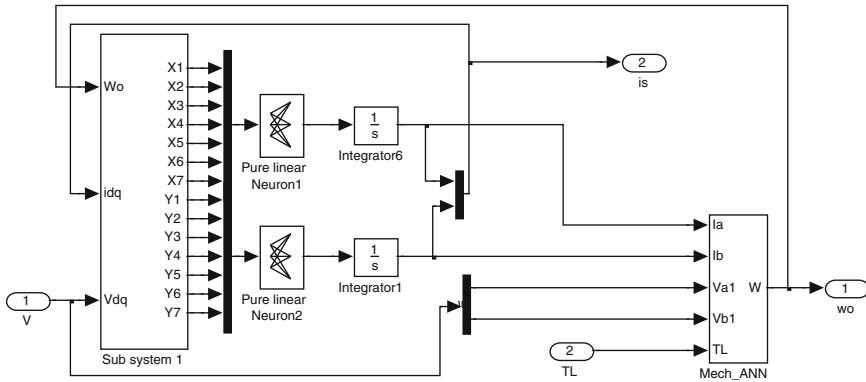 Wo
idq
Vdq
X1
X2
X3
X4
X5
X6
X7
Y1
Y2
Y3
Y4
Y5
Y6
Y7
Sub system 1
1
V
Pure linear
Neuron1
1
s
Integrator6
Pure linear
Neuron2
1
s
Integrator1
2
is
2
TL
Ia
Ib
Va1
Vb1
TL
W
Mech_ANN
1
wo